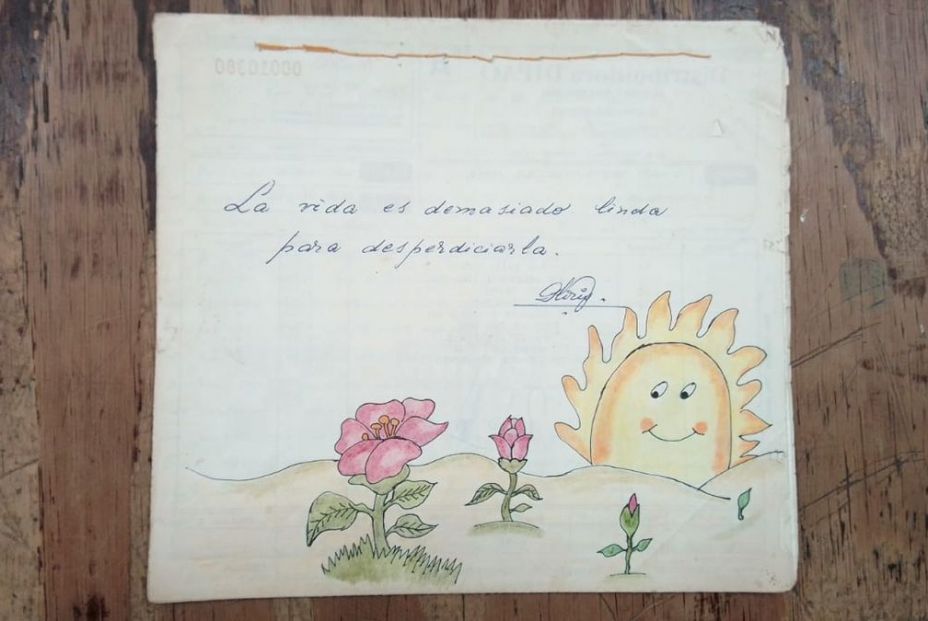 La vida es demasiado linda
para desperdiciarla.